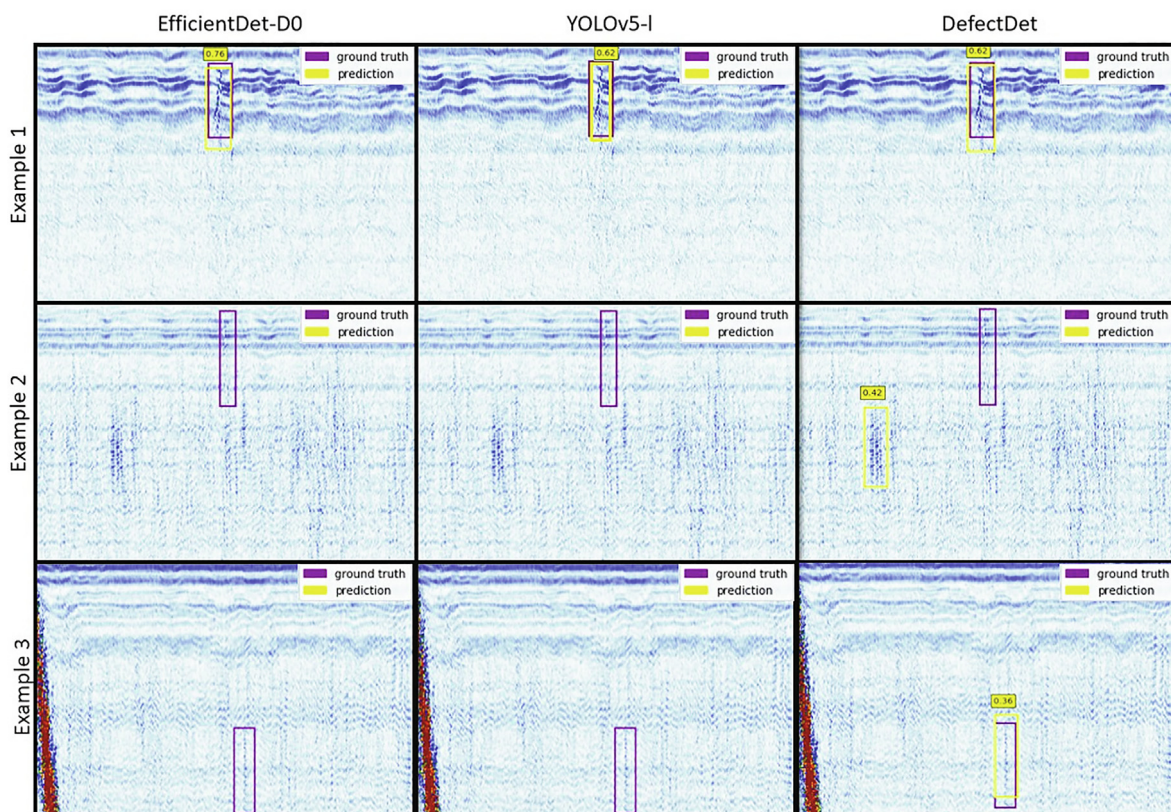 EfficientDet-D0 YOLOv5-l DefectDet
Example 1
0.76
ground truth
prediction
0.62
ground truth
prediction
0.62
ground truth
prediction
Example 2
ground truth
prediction
ground truth
prediction
ground truth
prediction
0.42
Example 3
ground truth
prediction
ground truth
prediction
ground truth
prediction
0.36